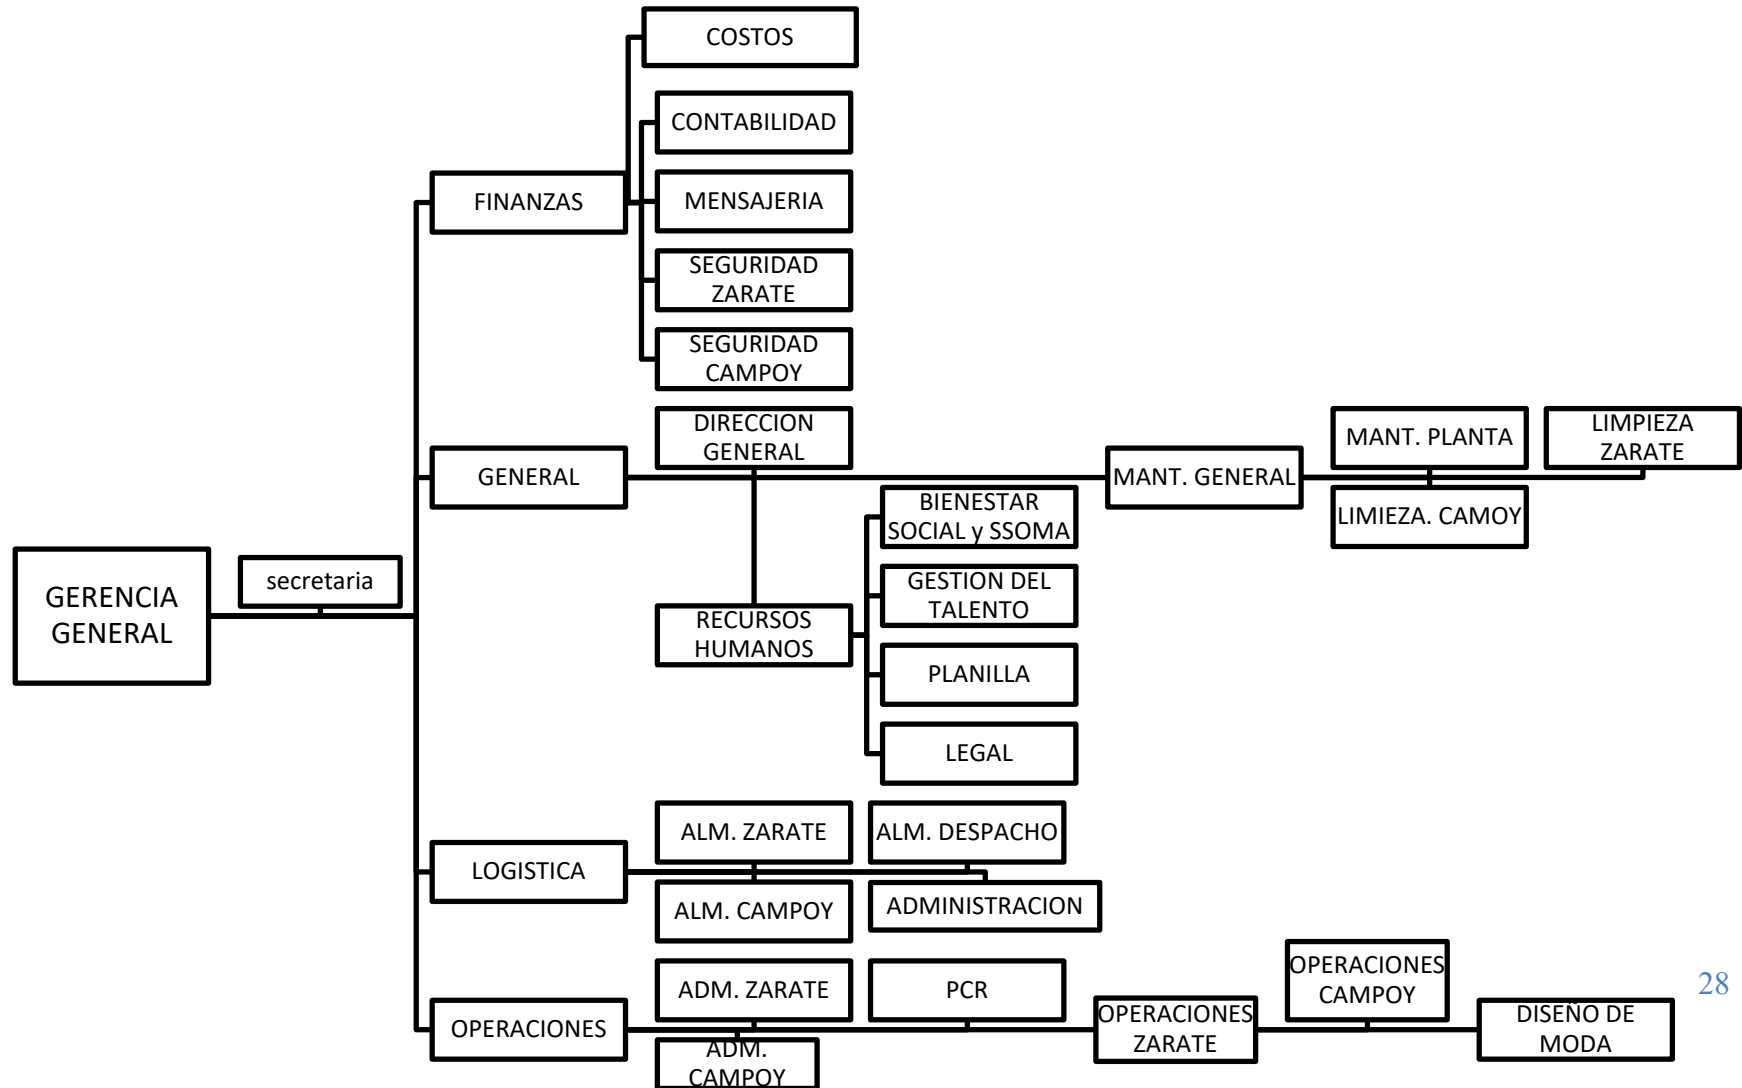 COSTOS
CONTABILIDAD
FINANZAS
MENSAJERIA
SEGURIDAD
ZARATE
SEGURIDAD
CAMPOY
DIRECCION
GENERAL
GENERAL
MANT. GENERAL
MANT. PLANTA
LIMPIEZA
ZARATE
LIMIEZA. CAMOY
BIENESTAR
SOCIAL y SSOMA
GESTION DEL
TALENTO
RECURSOS
HUMANOS
PLANILLA
LEGAL
GERENCIA
GENERAL
secretaria
ALM. ZARATE
ALM. DESPACHO
LOGISTICA
ALM. CAMPOY
ADMINISTRACION
ADM. ZARATE
PCR
OPERACIONES
ADM.
CAMPOY
OPERACIONES
ZARATE
OPERACIONES
CAMPOY
DISEÑO DE
MODA
28